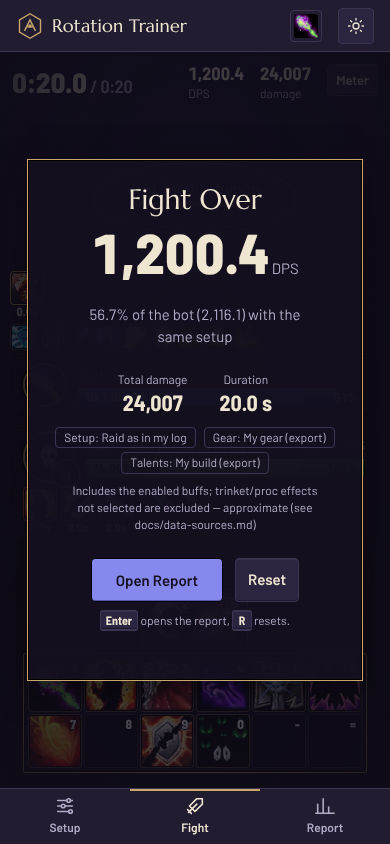 Rotation Trainer
0:20.0 / 0:20
1,200.4
DPS
24,007
damage
Meter
Fight Over
1,200.4 DPS
56.7% of the bot (2,116.1) with the
same setup
Total damage
24,007
Duration
20.0 s
Setup: Raid as in my log
Gear: My gear (export)
Talents: My build (export)
Includes the enabled buffs; trinket/proc effects
not selected are excluded — approximate (see
docs/data-sources.md)
Open Report
Reset
Enter opens the report, R resets.
7
8
9
0
-
=
Setup
Fight
Report